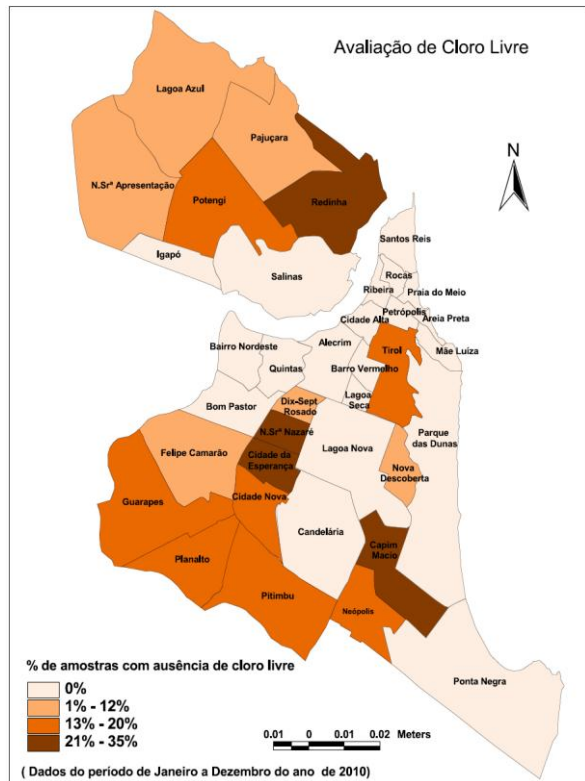 Avaliação de Cloro Livre
Lagoa Azul
Pajuçara
N.Srª Apresentação
Potengi
Redinha
N
Igapó
Salinas
Santos Reis
Rocas
Ribeira
Praia do Meio
Petrópolis
Cidade Alta
Areia Preta
Bairro Nordeste
Alecrim
Tirol
Mãe Luiza
Quintas
Barro Vermelho
Bom Pastor
Dix-Sept
Rosado
Lagoa
Seca
N.Srª Nazaré
Parque
das Dunas
Felipe Camarão
Cidade da
Esperança
Lagoa Nova
Nova
Descoberta
Guarapes
Cidade Nova
Candelária
Capim
Macio
Planalto
Pitimbu
Neópolis
Ponta Negra
% de amostras com ausência de cloro livre
0%
1% - 12%
13% - 20%
21% - 35%
0.01 0 0.01 0.02 Meters
( Dados do período de Janeiro a Dezembro do ano de 2010)